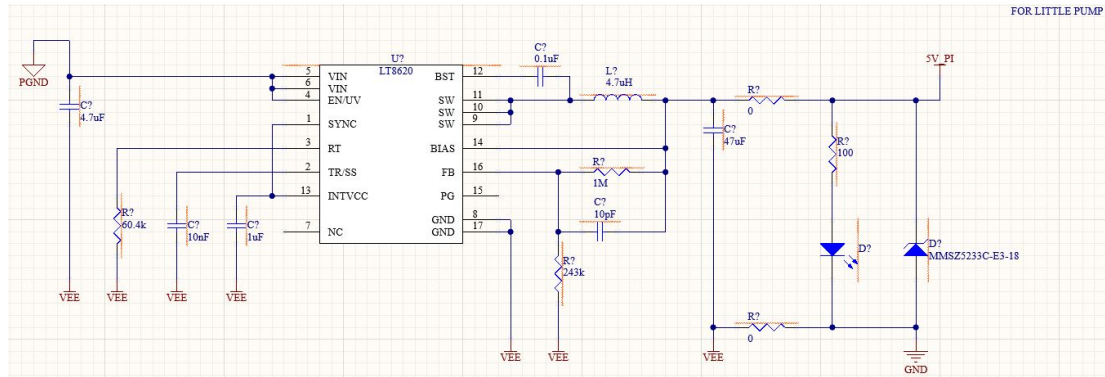 FOR LITTLE PUMP
PGND
C?
4.7uF
VEE
R?
60.4k
VEE
C?
10nF
VEE
C?
1uF
VEE
U?
LT8620
5 VIN
6 VIN
4 EN/UV
1 SYNC
3 RT
2 TR/SS
13 INTVCC
7 NC
BST 12
SW 11
SW 10
SW 9
BIAS 14
FB 16
PG 15
GND 8
GND 17
VEE
C?
0.1uF
L?
4.7uH
R?
1M
C?
10pF
R?
243k
VEE
C?
47uF
VEE
R?
0
R?
0
5V_PI
R?
100
D?
D?
MMSZ5233C-E3-18
GND